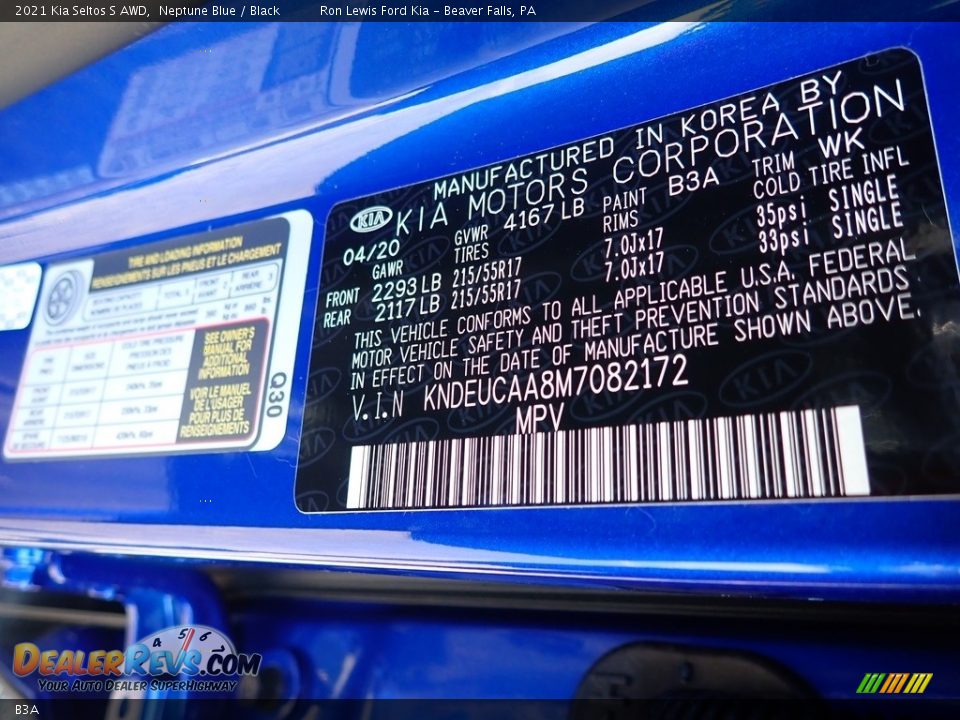 2021 Kia Seltos S AWD, Neptune Blue / Black Ron Lewis Ford Kia - Beaver Falls, PA
MANUFACTURED IN KOREA BY
KIA KIA MOTORS CORPORATION
04/20 GVWR 4167 LB PAINT B3A TRIM WK
GAWR TIRES RIMS COLD TIRE INFL
FRONT 2293 LB 215/55R17 7.0Jx17 35psi SINGLE
REAR 2117 LB 215/55R17 7.0Jx17 33psi SINGLE
THIS VEHICLE CONFORMS TO ALL APPLICABLE U.S.A. FEDERAL
MOTOR VEHICLE SAFETY AND THEFT PREVENTION STANDARDS
IN EFFECT ON THE DATE OF MANUFACTURE SHOWN ABOVE.
V.I.N KNDEUCAA8M7082172
MPV
TIRE AND LOADING INFORMATION
RENSEIGNEMENTS SUR LES PNEUS ET LE CHARGEMENT
SEE OWNER'S
MANUAL FOR
ADDITIONAL
INFORMATION
VOIR LE MANUEL
DE L'USAGER
POUR PLUS DE
RENSEIGNEMENTS
Q30
4 5 6
DealerRevs.com
Your Auto Dealer SuperHighway
B3A